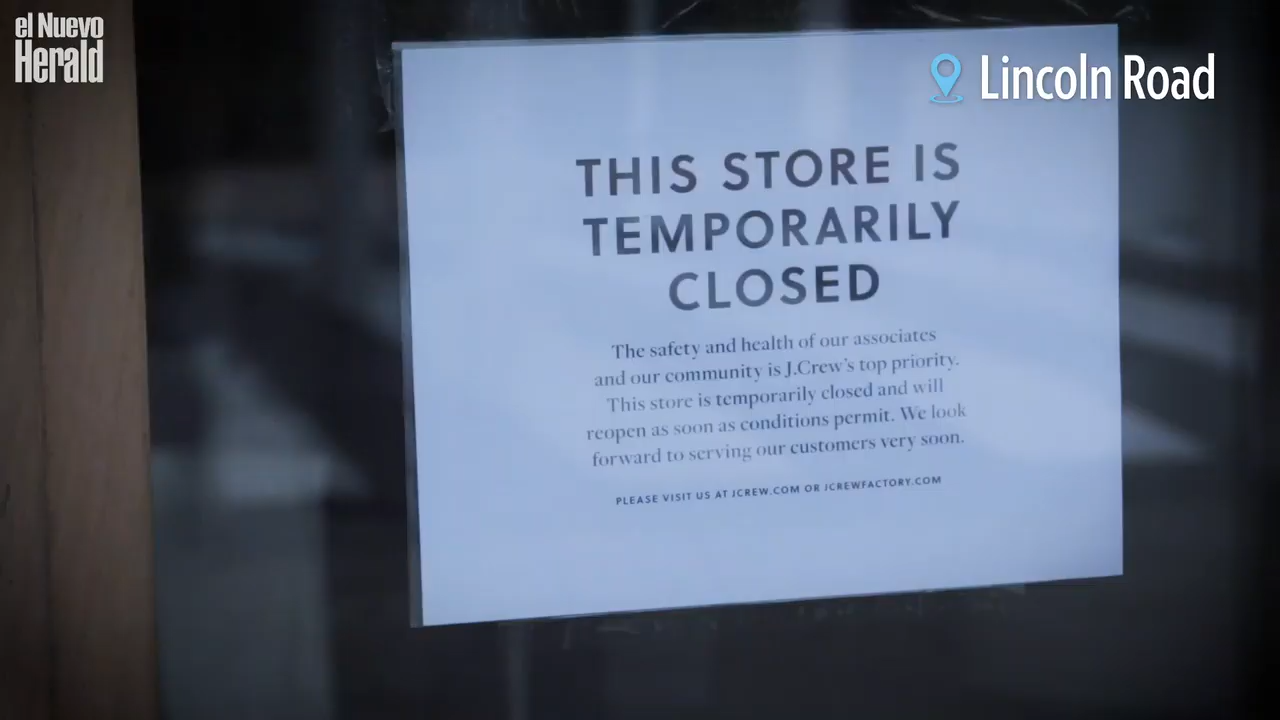 el Nuevo
Herald
Lincoln Road
THIS STORE IS
TEMPORARILY
CLOSED
The safety and health of our associates
and our community is J.Crew's top priority.
This store is temporarily closed and will
reopen as soon as conditions permit. We look
forward to serving our customers very soon.
PLEASE VISIT US AT JCREW.COM OR JCREWFACTORY.COM